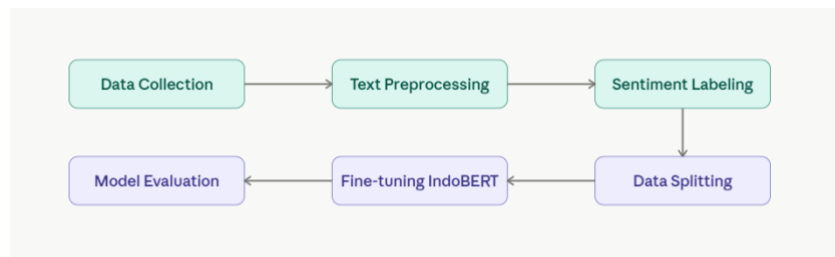 Data Collection
Text Preprocessing
Sentiment Labeling
Data Splitting
Fine-tuning IndoBERT
Model Evaluation